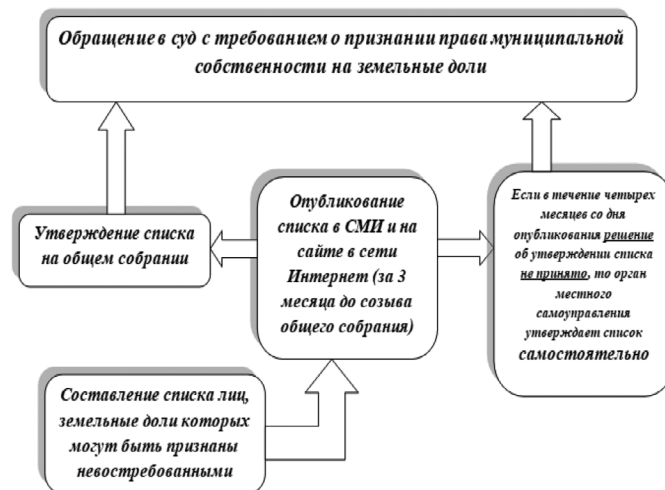 Обращение в суд с требованием о признании права муниципальной
собственности на земельные доли
Утверждение списка
на общем собрании
Опубликование
списка в СМИ и на
сайте в сети
Интернет (за 3
месяца до созыва
общего собрания)
Если в течение четырех
месяцев со дня
опубликования решение
об утверждении списка
не принято, то орган
местного
самоуправления
утверждает список
самостоятельно
Составление списка лиц,
земельные доли которых
могут быть признаны
невостребованными